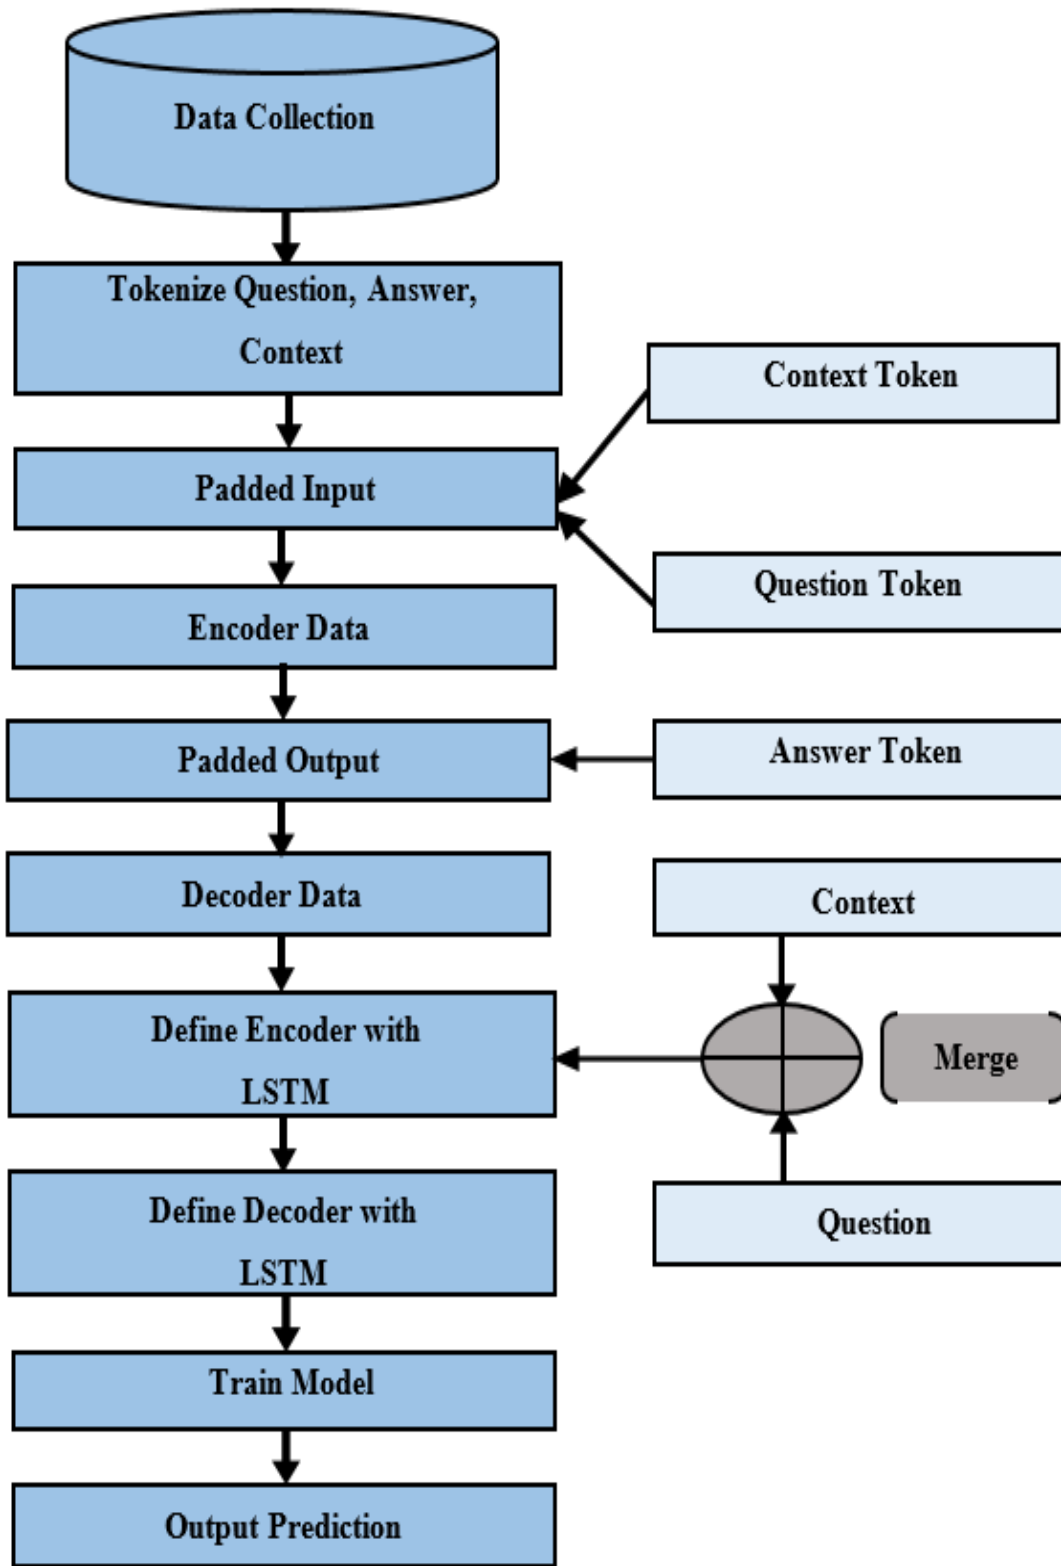 Data Collection
Tokenize Question, Answer,
Context
Context Token
Padded Input
Question Token
Encoder Data
Padded Output
Answer Token
Decoder Data
Context
Define Encoder with
LSTM
Merge
Define Decoder with
LSTM
Question
Train Model
Output Prediction